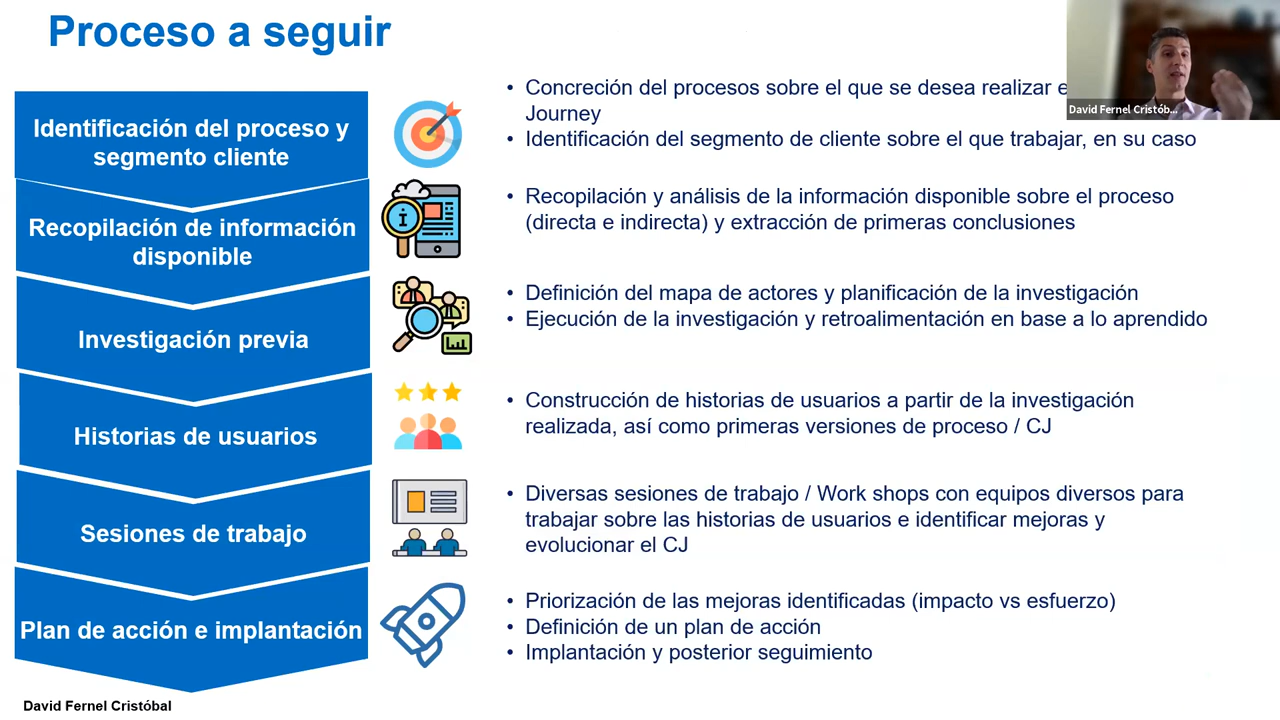 Proceso a seguir
Identificación del proceso y
segmento cliente
• Concreción del procesos sobre el que se desea realizar
Journey
• Identificación del segmento de cliente sobre el que trabajar, en su caso
David Fernel Cristób...
Recopilación de información
disponible
• Recopilación y análisis de la información disponible sobre el proceso
(directa e indirecta) y extracción de primeras conclusiones
Investigación previa
• Definición del mapa de actores y planificación de la investigación
• Ejecución de la investigación y retroalimentación en base a lo aprendido
Historias de usuarios
• Construcción de historias de usuarios a partir de la investigación
realizada, así como primeras versiones de proceso / CJ
Sesiones de trabajo
• Diversas sesiones de trabajo / Work shops con equipos diversos para
trabajar sobre las historias de usuarios e identificar mejoras y
evolucionar el CJ
Plan de acción e implantación
• Priorización de las mejoras identificadas (impacto vs esfuerzo)
• Definición de un plan de acción
• Implantación y posterior seguimiento
David Fernel Cristóbal